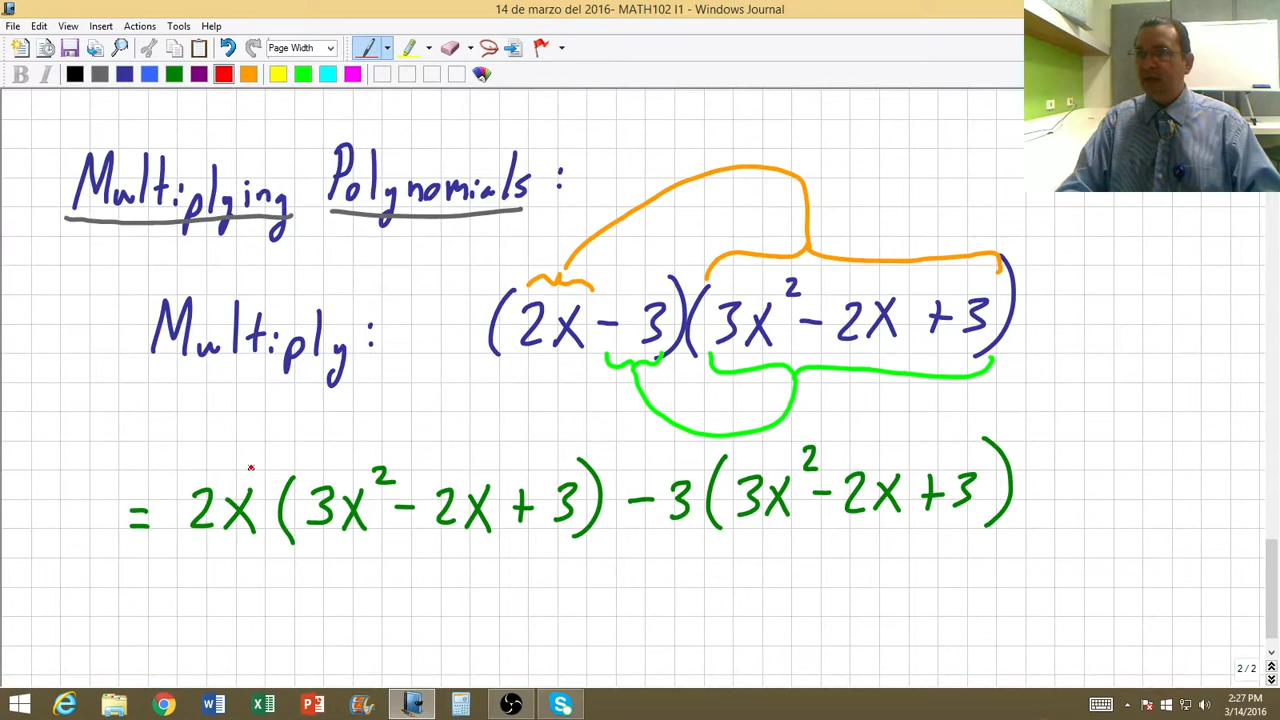 14 de marzo del 2016- MATH102 I1 - Windows Journal
File Edit View Insert Actions Tools Help
Page Width
B I
Multiplying Polynomials:
Multiply: (2x - 3)(3x² - 2x + 3)
= 2x(3x² - 2x + 3) - 3(3x² - 2x + 3)
2 / 2
2:27 PM
3/14/2016